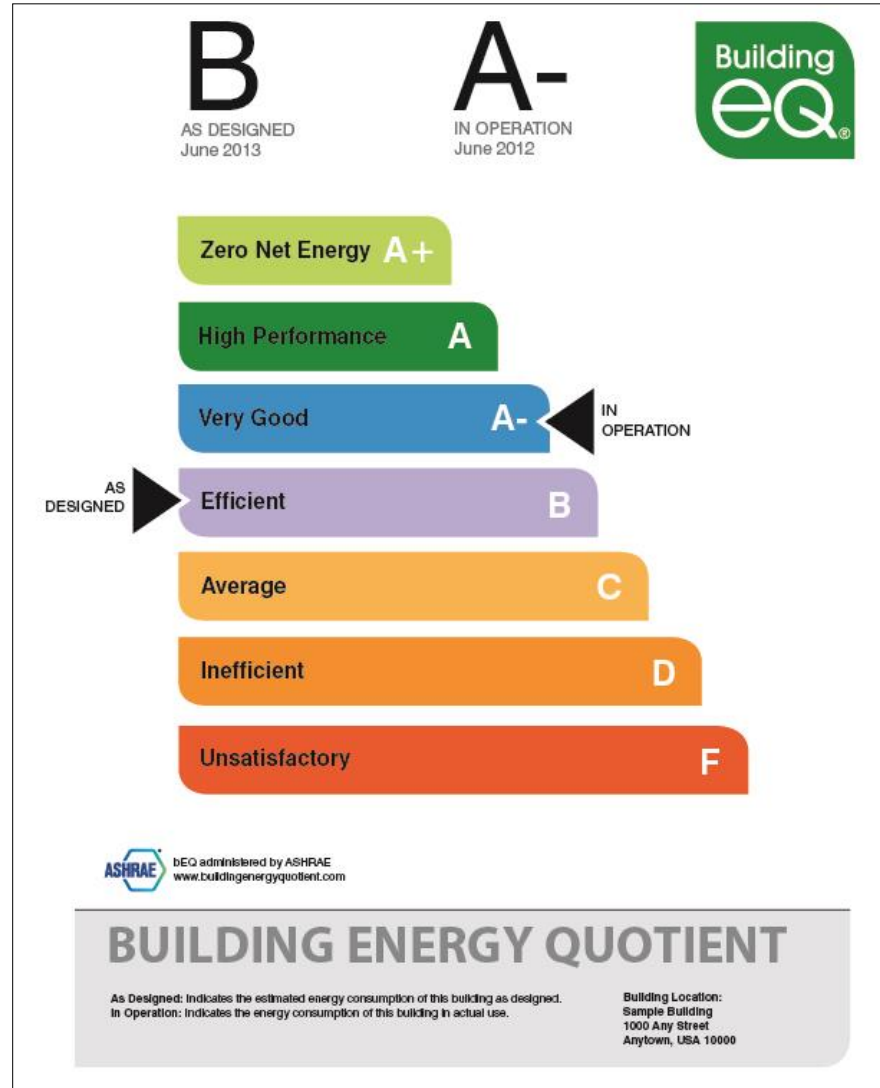 B
AS DESIGNED
June 2013
A-
IN OPERATION
June 2012
Building
eQ®
Zero Net Energy A+
High Performance A
Very Good A-
IN
OPERATION
AS
DESIGNED
Efficient B
Average C
Inefficient D
Unsatisfactory F
ASHRAE
bEQ administered by ASHRAE
www.buildingenergyquotient.com
BUILDING ENERGY QUOTIENT
As Designed: Indicates the estimated energy consumption of this building as designed.
In Operation: Indicates the energy consumption of this building in actual use.
Building Location:
Sample Building
1000 Any Street
Anytown, USA 10000